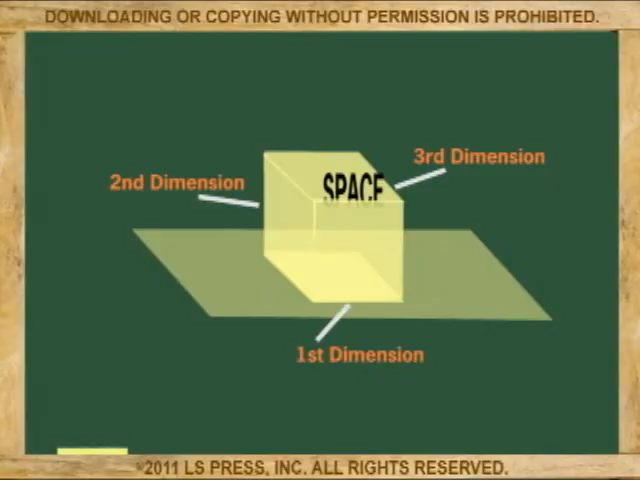 DOWNLOADING OR COPYING WITHOUT PERMISSION IS PROHIBITED.
3rd Dimension
2nd Dimension
SPACE
1st Dimension
©2011 LS PRESS, INC. ALL RIGHTS RESERVED.